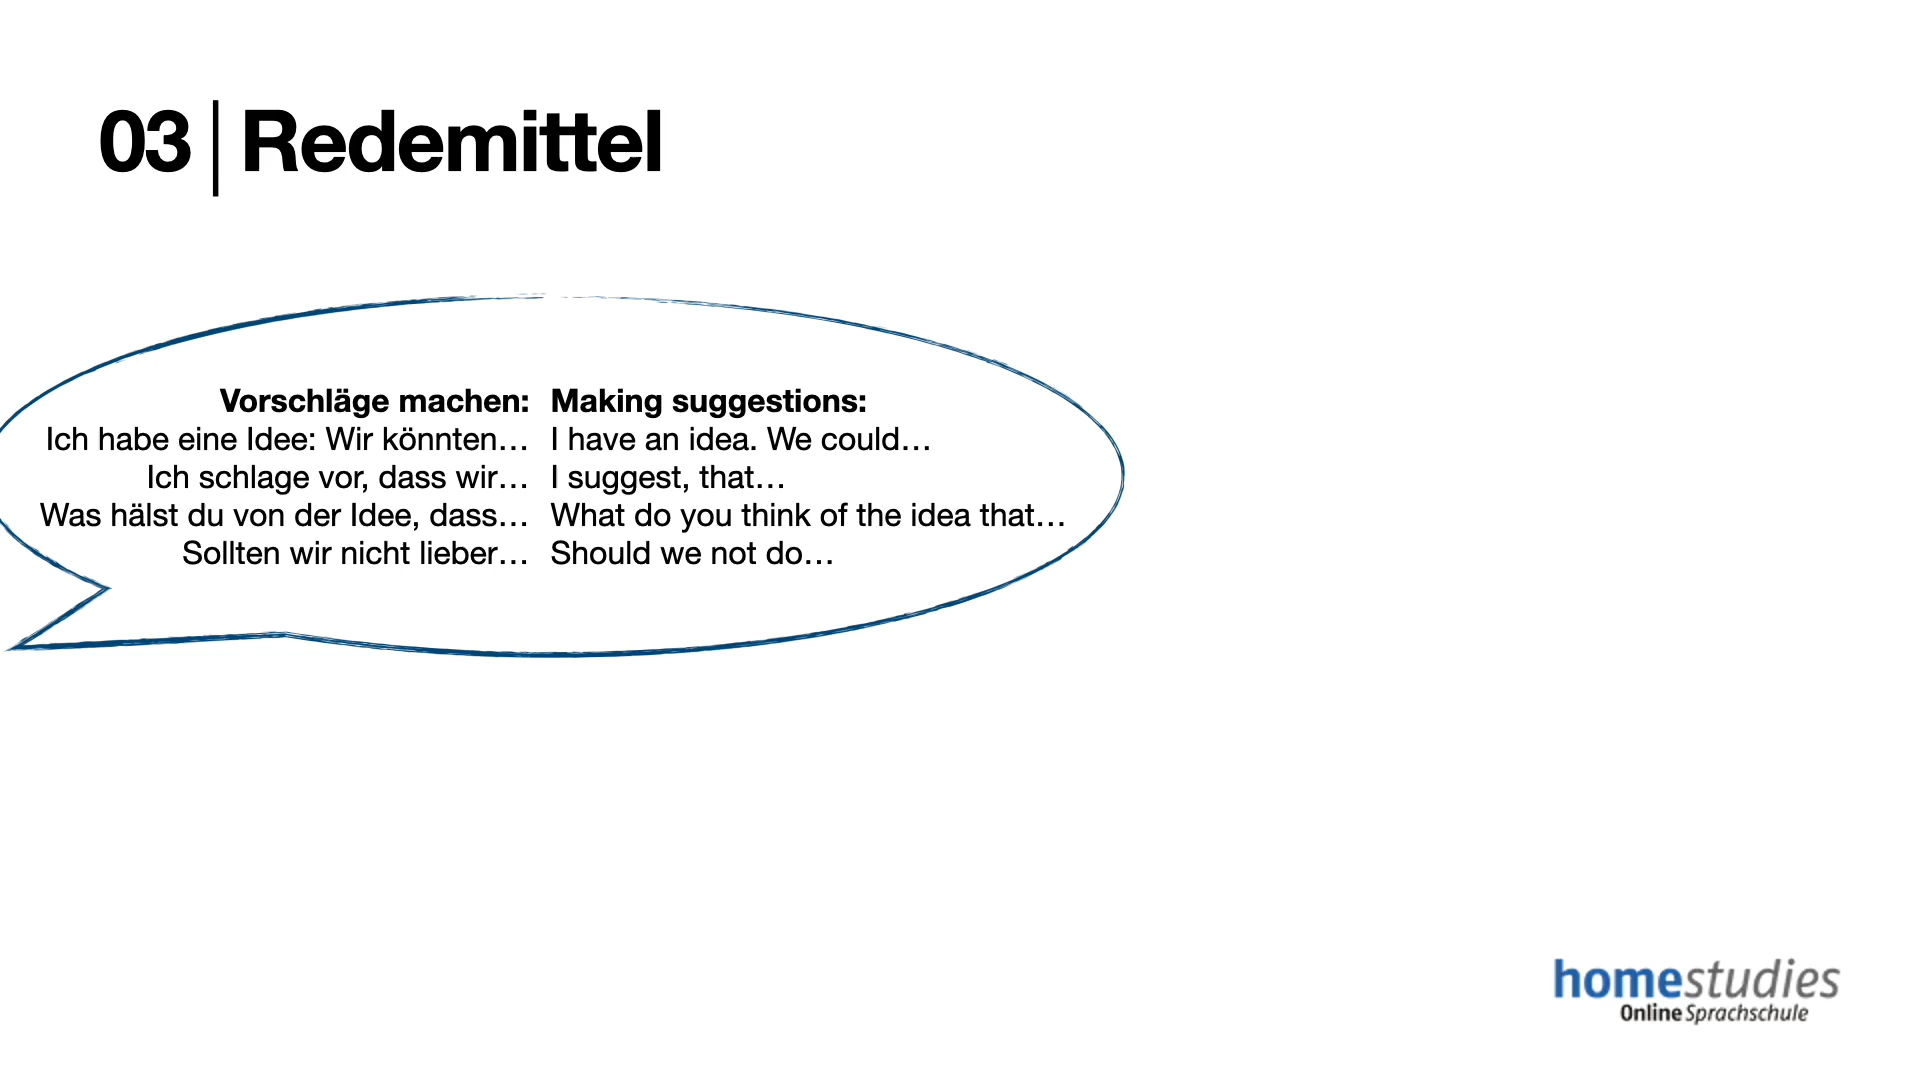 03 | Redemittel
Vorschläge machen: Making suggestions:
Ich habe eine Idee: Wir könnten… I have an idea. We could…
Ich schlage vor, dass wir… I suggest, that…
Was hälst du von der Idee, dass… What do you think of the idea that…
Sollten wir nicht lieber… Should we not do…
homestudies
Online Sprachschule